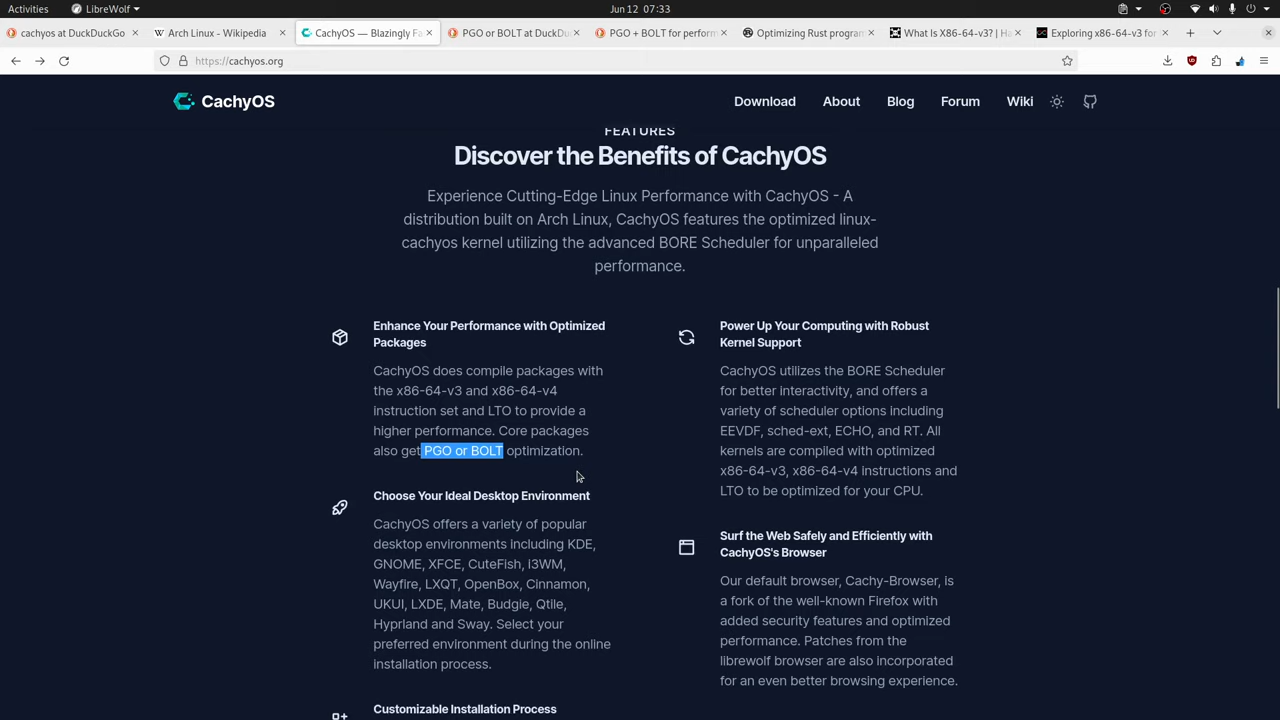 Activities
LibreWolf
Jun 12 07:33
cachyos at DuckDuckGo
Arch Linux - Wikipedia
CachyOS — Blazingly Fa
PGO or BOLT at DuckDu
PGO + BOLT for perform
Optimizing Rust program
What Is X86-64-v3? | Ha
Exploring x86-64-v3 for
https://cachyos.org
CachyOS
Download
About
Blog
Forum
Wiki
FEATURES
Discover the Benefits of CachyOS
Experience Cutting-Edge Linux Performance with CachyOS - A
distribution built on Arch Linux, CachyOS features the optimized linux-
cachyos kernel utilizing the advanced BORE Scheduler for unparalleled
performance.
Enhance Your Performance with Optimized
Packages
CachyOS does compile packages with
the x86-64-v3 and x86-64-v4
instruction set and LTO to provide a
higher performance. Core packages
also get PGO or BOLT optimization.
Choose Your Ideal Desktop Environment
CachyOS offers a variety of popular
desktop environments including KDE,
GNOME, XFCE, CuteFish, i3WM,
Wayfire, LXQT, OpenBox, Cinnamon,
UKUI, LXDE, Mate, Budgie, Qtile,
Hyprland and Sway. Select your
preferred environment during the online
installation process.
Customizable Installation Process
Power Up Your Computing with Robust
Kernel Support
CachyOS utilizes the BORE Scheduler
for better interactivity, and offers a
variety of scheduler options including
EEVDF, sched-ext, ECHO, and RT. All
kernels are compiled with optimized
x86-64-v3, x86-64-v4 instructions and
LTO to be optimized for your CPU.
Surf the Web Safely and Efficiently with
CachyOS's Browser
Our default browser, Cachy-Browser, is
a fork of the well-known Firefox with
added security features and optimized
performance. Patches from the
librewolf browser are also incorporated
for an even better browsing experience.